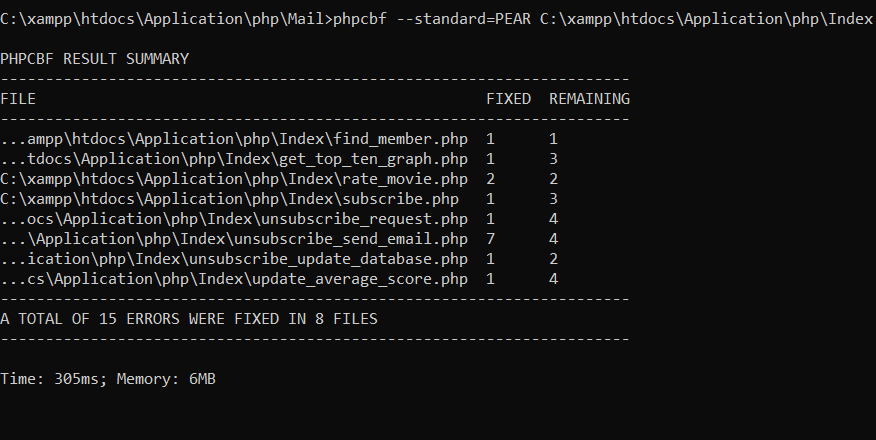 C:\xampp\htdocs\Application\php\Mail>phpcbf --standard=PEAR C:\xampp\htdocs\Application\php\Index
PHPCBF RESULT SUMMARY
----------------------------------------------------------------------
FILE                                                  FIXED  REMAINING
----------------------------------------------------------------------
...ampp\htdocs\Application\php\Index\find_member.php  1      1
...tdocs\Application\php\Index\get_top_ten_graph.php  1      3
C:\xampp\htdocs\Application\php\Index\rate_movie.php  2      2
C:\xampp\htdocs\Application\php\Index\subscribe.php   1      3
...ocs\Application\php\Index\unsubscribe_request.php  1      4
...\Application\php\Index\unsubscribe_send_email.php  7      4
...ication\php\Index\unsubscribe_update_database.php  1      2
...cs\Application\php\Index\update_average_score.php  1      4
----------------------------------------------------------------------
A TOTAL OF 15 ERRORS WERE FIXED IN 8 FILES
----------------------------------------------------------------------
Time: 305ms; Memory: 6MB